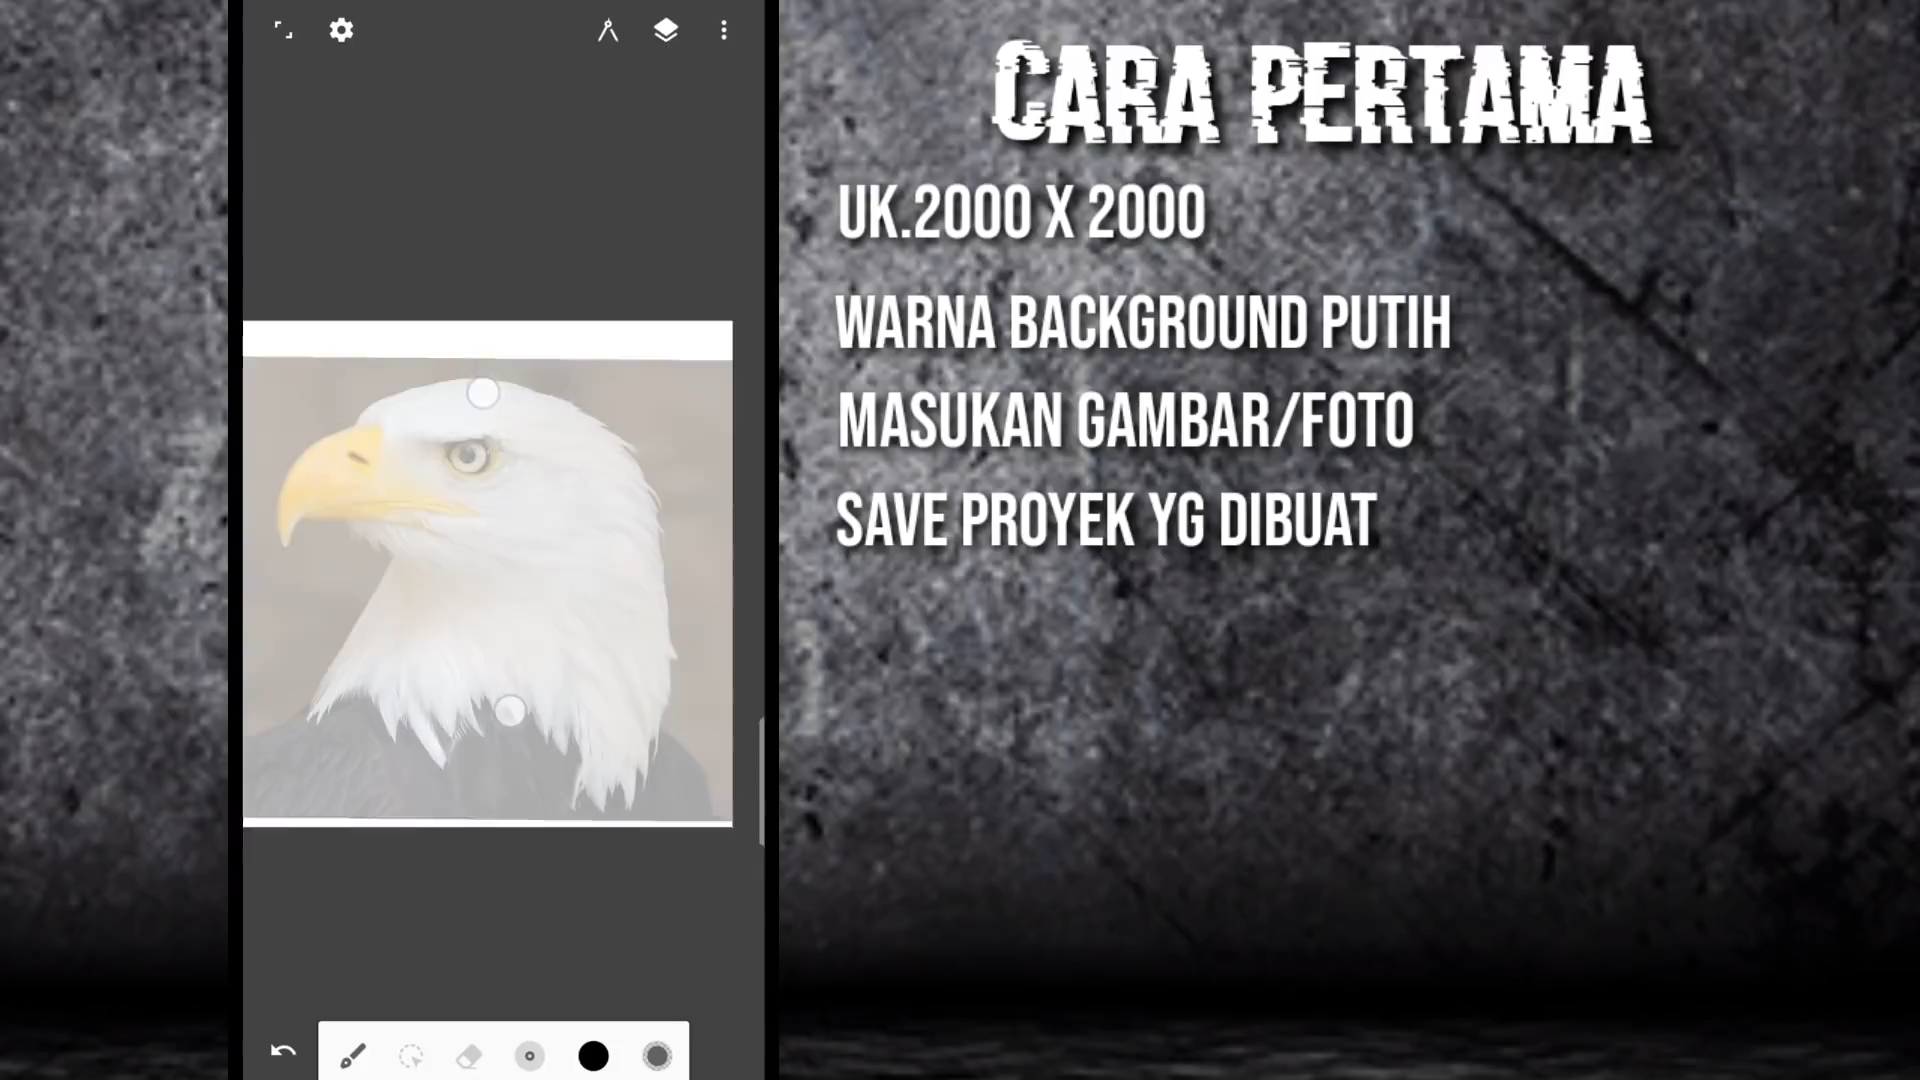 CARA PERTAMA
UK.2000 X 2000
WARNA BACKGROUND PUTIH
MASUKAN GAMBAR/FOTO
SAVE PROYEK YG DIBUAT